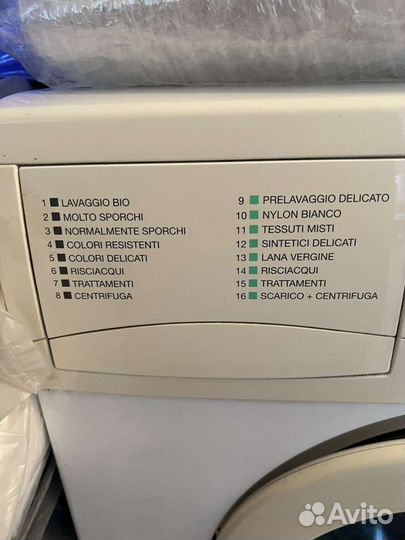 1 LAVAGGIO BIO
2 MOLTO SPORCHI
3 NORMALMENTE SPORCHI
4 COLORI RESISTENTI
5 COLORI DELICATI
6 RISCIACQUI
7 TRATTAMENTI
8 CENTRIFUGA
9 PRELAVAGGIO DELICATO
10 NYLON BIANCO
11 TESSUTI MISTI
12 SINTETICI DELICATI
13 LANA VERGINE
14 RISCIACQUI
15 TRATTAMENTI
16 SCARICO + CENTRIFUGA
Avito